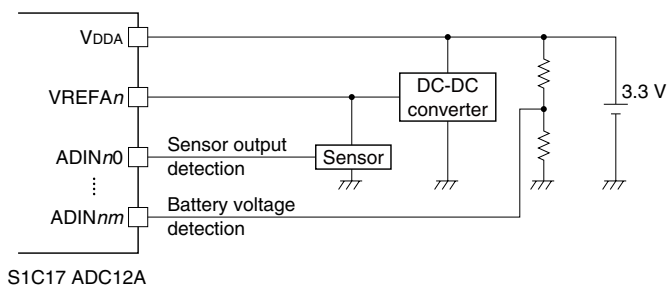 VDDA
VREFAn
DC-DC
converter
3.3 V
ADINn0
Sensor output
detection
Sensor
ADINnm
Battery voltage
detection
S1C17 ADC12A